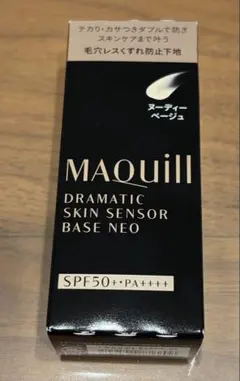 テカリ・カサつきダブルで防ぎ
スキンケアまで叶う
毛穴レスくずれ防止下地
ヌーディー
ベージュ
MAQuill
DRAMATIC
SKIN SENSOR
BASE NEO
SPF50+・PA++++